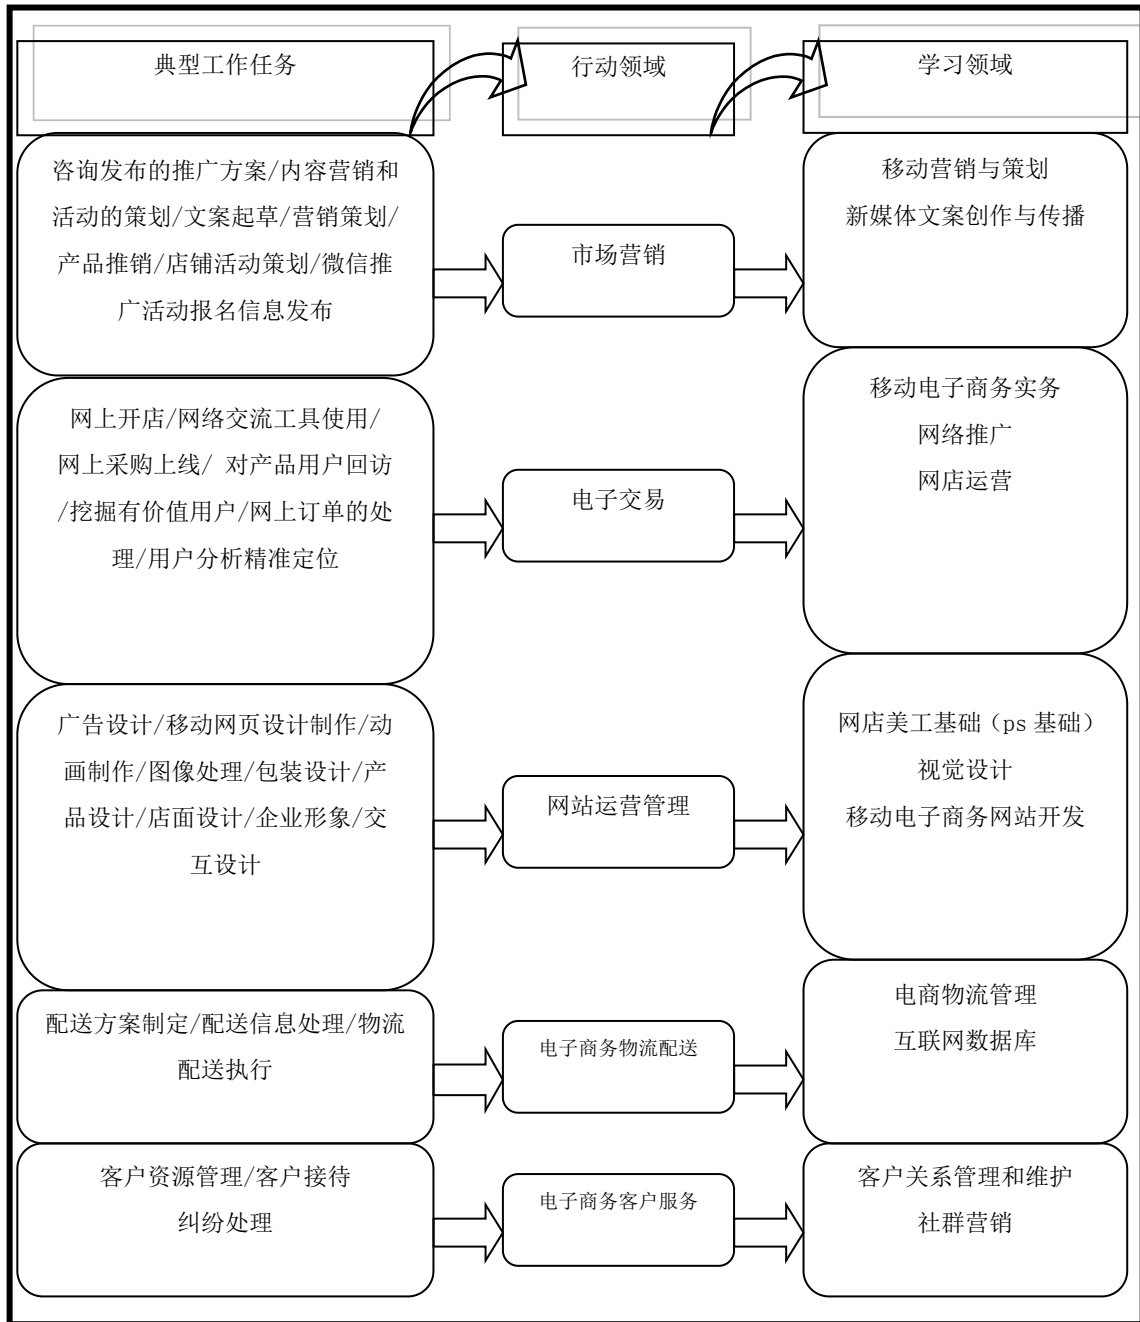 典型工作任务
行动领域
学习领域
咨询发布的推广方案/内容营销和
活动的策划/文案起草/营销策划/
产品推销/店铺活动策划/微信推
广活动报名信息发布
市场营销
移动营销与策划
新媒体文案创作与传播
网上开店/网络交流工具使用/
网上采购上线/ 对产品用户回访
/挖掘有价值用户/网上订单的处
理/用户分析精准定位
电子交易
移动电子商务实务
网络推广
网店运营
广告设计/移动网页设计制作/动
画制作/图像处理/包装设计/产
品设计/店面设计/企业形象/交
互设计
网站运营管理
网店美工基础（ps 基础）
视觉设计
移动电子商务网站开发
配送方案制定/配送信息处理/物流
配送执行
电子商务物流配送
电商物流管理
互联网数据库
客户资源管理/客户接待
纠纷处理
电子商务客户服务
客户关系管理和维护
社群营销